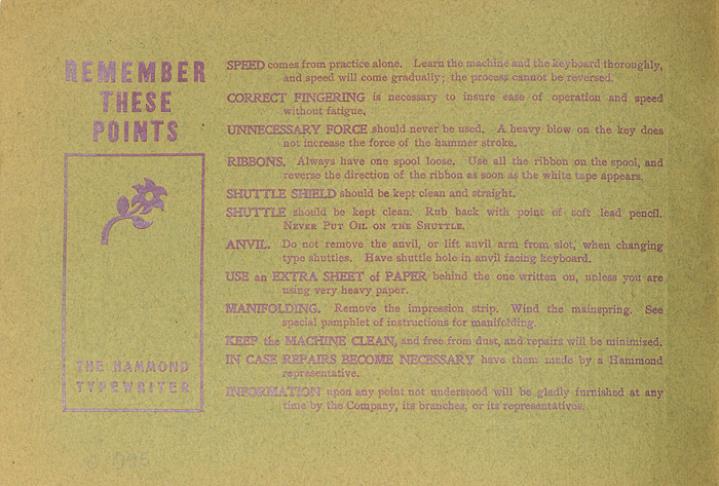 REMEMBER
THESE
POINTS
THE HAMMOND
TYPEWRITER
SPEED comes from practice alone. Learn the machine and the keyboard thoroughly,
and speed will come gradually; the process cannot be reversed.
CORRECT FINGERING is necessary to insure ease of operation and speed
without fatigue.
UNNECESSARY FORCE should never be used. A heavy blow on the key does
not increase the force of the hammer stroke.
RIBBONS. Always have one spool loose. Use all the ribbon on the spool, and
reverse the direction of the ribbon as soon as the white tape appears.
SHUTTLE SHIELD should be kept clean and straight.
SHUTTLE should be kept clean. Rub back with point of soft lead pencil.
NEVER PUT OIL ON THE SHUTTLE.
ANVIL. Do not remove the anvil, or lift anvil arm from slot, when changing
type shuttles. Have shuttle hole in anvil facing keyboard.
USE an EXTRA SHEET of PAPER behind the one written on, unless you are
using very heavy paper.
MANIFOLDING. Remove the impression strip. Wind the mainspring. See
special pamphlet of instructions for manifolding.
KEEP the MACHINE CLEAN, and free from dust, and repairs will be minimized.
IN CASE REPAIRS BECOME NECESSARY have them made by a Hammond
representative.
INFORMATION upon any point not understood will be gladly furnished at any
time by the Company, its branches, or its representatives.